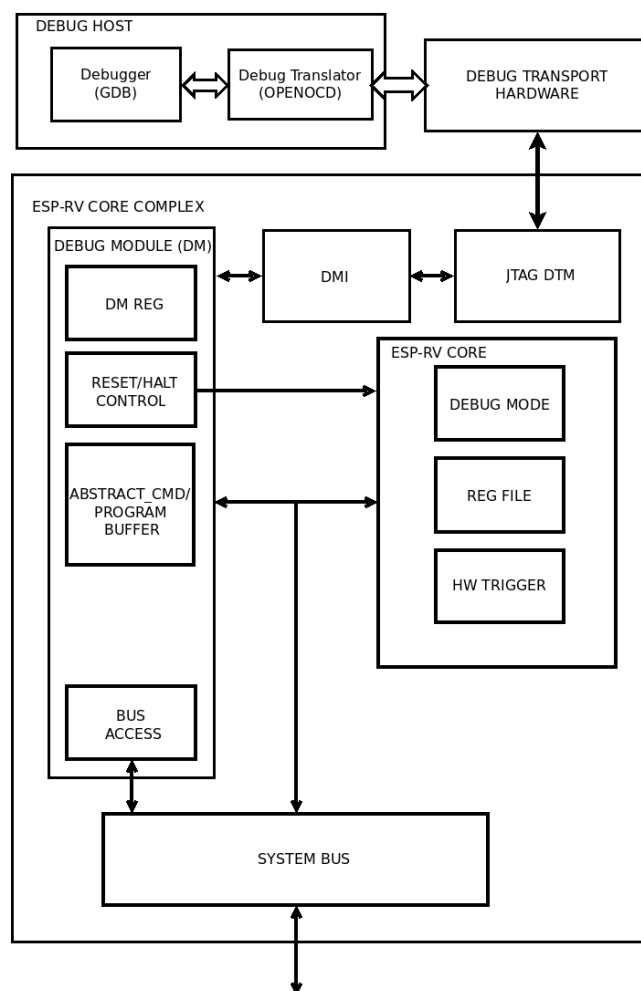 DEBUG HOST
Debugger
(GDB)
Debug Translator
(OPENOCD)
DEBUG TRANSPORT
HARDWARE
ESP-RV CORE COMPLEX
DEBUG MODULE (DM)
DM REG
DMI
JTAG DTM
RESET/HALT
CONTROL
ESP-RV CORE
DEBUG MODE
ABSTRACT_CMD/
PROGRAM
BUFFER
REG FILE
HW TRIGGER
BUS
ACCESS
SYSTEM BUS